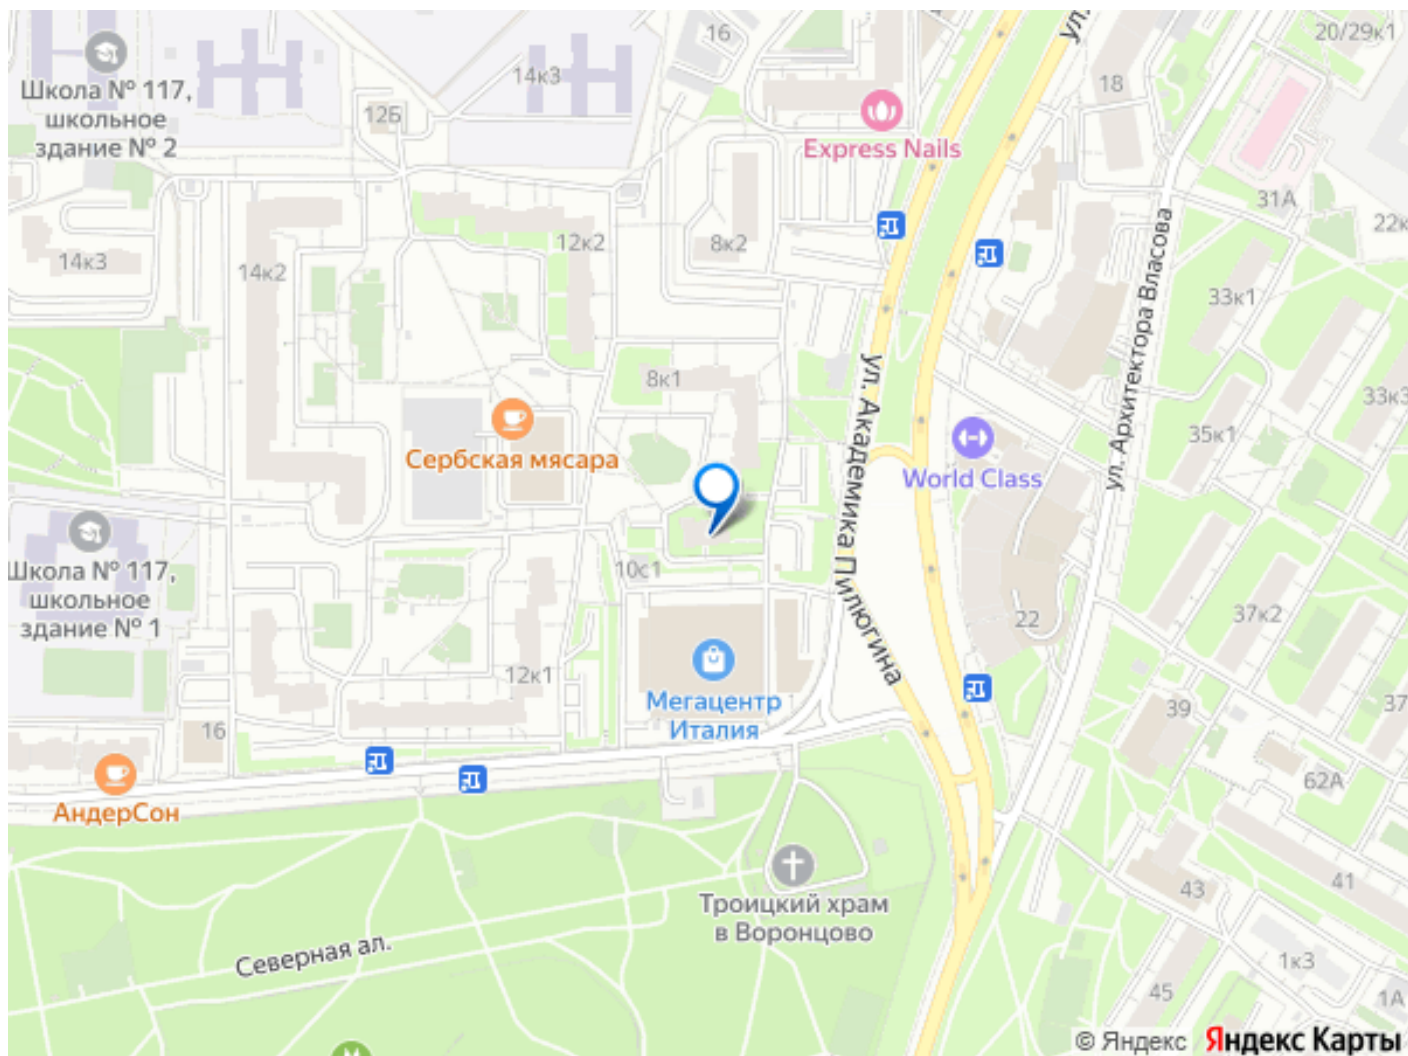 16
20/29к1
ул.
14к3
18
Школа № 117,
школьное
здание № 2
12Б
Express Nails
31А
22к
12к2
8к2
14к3
14к2
33к1
ул. Архитектора Власова
8к1
33к3
ул. Академика Пилюгина
35к1
Сербская мясара
World Class
Школа № 117,
школьное
здание № 1
10с1
22
37к2
12к1
Мегацентр
Италия
37
39
16
62А
АндерСон
Троицкий храм
в Воронцово
43
41
Северная ал.
1к3
45
1А
© Яндекс Яндекс Карты